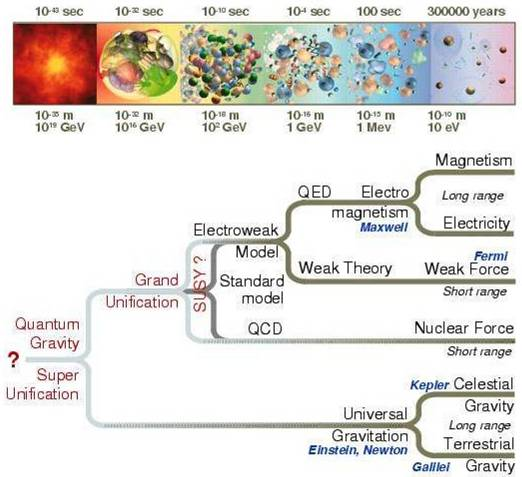 10-43 sec 10-32 sec 10-10 sec 10-4 sec 100 sec 300000 years
10-35 m 10-32 m 10-18 m 10-16 m 10-15 m 10-10 m
1019 GeV 1016 GeV 102 GeV 1 GeV 1 Mev 10 eV
Magnetism
QED Electro Long range
magnetism
Maxwell Electricity
Electroweak
Model
Fermi
Weak Theory Weak Force
Short range
Grand
Unification
SUSY ?
Standard
model
QCD Nuclear Force
Short range
Quantum
Gravity
?
Super
Unification
Kepler Celestial
Gravity
Universal Long range
Gravitation Terrestrial
Einstein, Newton
Galilei Gravity